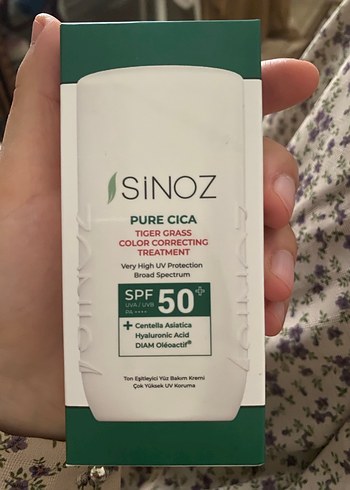 SiNOZ
PURE CICA
TIGER GRASS
COLOR CORRECTING
TREATMENT
Very High UV Protection
Broad Spectrum
SPF 50+
UVA / UVB
PA ++++
+ Centella Asiatica
Hyaluronic Acid
DIAM Oléoactif®
Ton Eşitleyici Yüz Bakım Kremi
Çok Yüksek UV Koruma